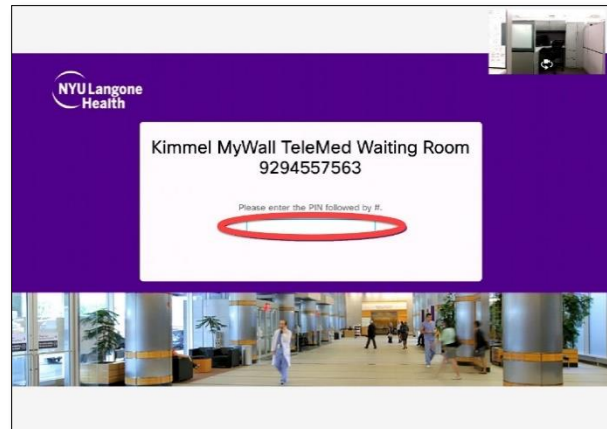 NYU Langone
Health
Kimmel MyWall TeleMed Waiting Room
9294557563
Please enter the PIN followed by #.